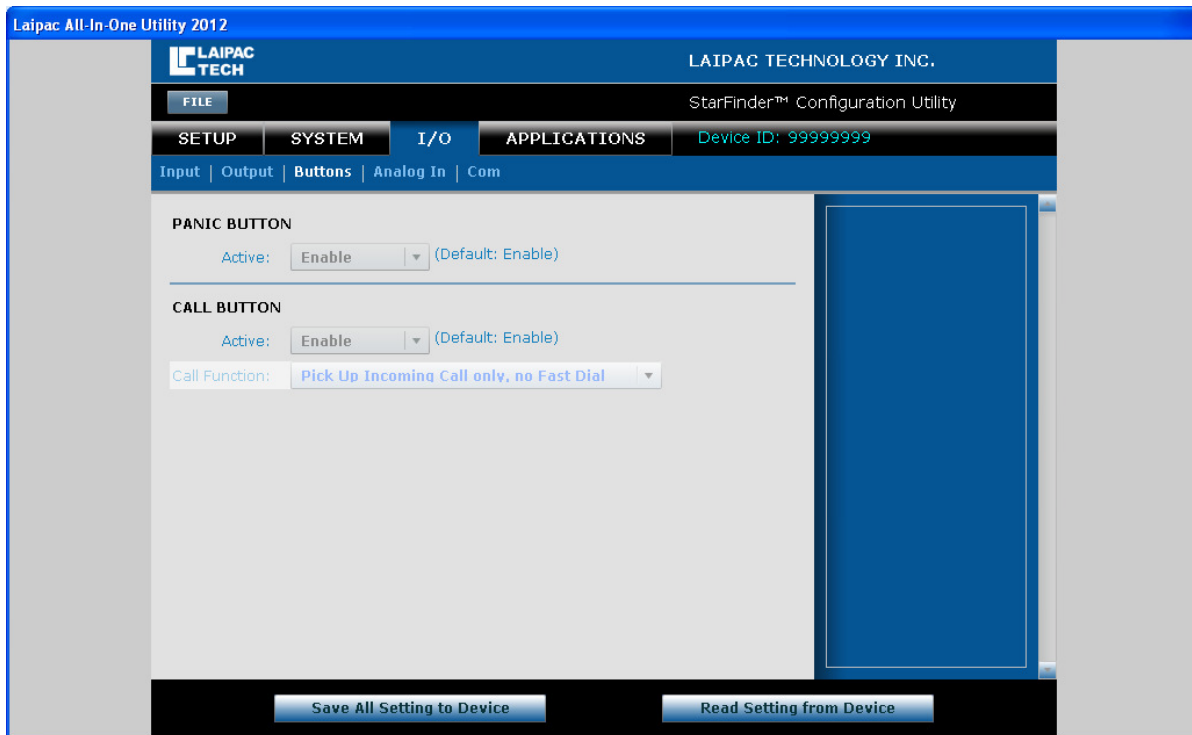 Laipac All-In-One Utility 2012
LAIPAC
TECH
LAIPAC TECHNOLOGY INC.
FILE
StarFinder™ Configuration Utility
SETUP SYSTEM I/O APPLICATIONS Device ID: 99999999
Input | Output | Buttons | Analog In | Com
PANIC BUTTON
Active: Enable (Default: Enable)
CALL BUTTON
Active: Enable (Default: Enable)
Call Function: Pick Up Incoming Call only, no Fast Dial
Save All Setting to Device Read Setting from Device